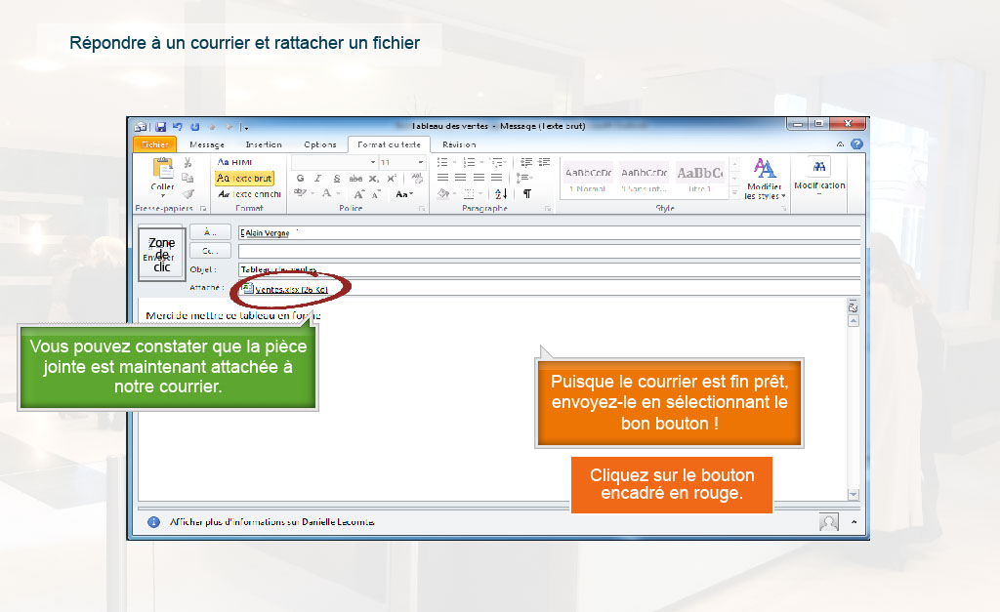 Répondre à un courrier et rattacher un fichier
Tableau des ventes - Message (Texte brut)
Fichier Message Insertion Options Format du texte Révision
Coller
Presse-papiers
Aa HTML
Aa Texte brut
Aa Texte enrichi
Format
11
G I S abc X, X²
A Aa
Police
Paragraphe
AaBbCcDc AaBbCcDc AaBbC
1 Normal 1 Sans int... Titre 1
Style
Modifier
les styles
Modification
Zone
de
clic
Envoyer
À...
Alain Vergne
Cc...
Objet :
Tableau des ventes
Attaché :
Ventes.xlsx (26 Ko)
Merci de mettre ce tableau en forme
Vous pouvez constater que la pièce
jointe est maintenant attachée à
notre courrier.
Puisque le courrier est fin prêt,
envoyez-le en sélectionnant le
bon bouton !
Cliquez sur le bouton
encadré en rouge.
Afficher plus d'informations sur Danielle Lecomte.